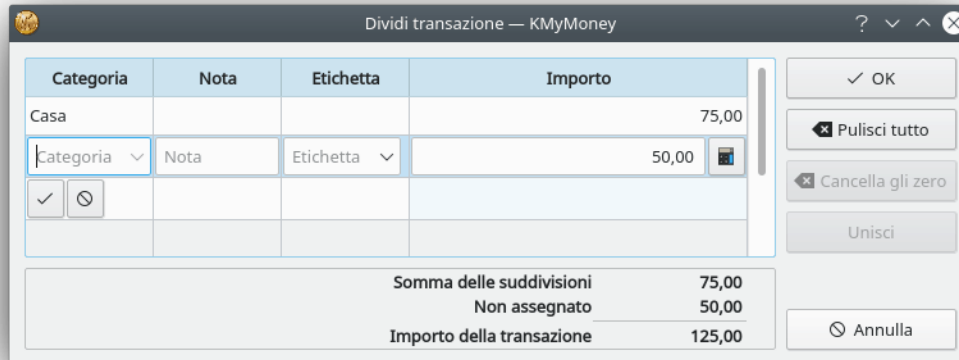 Dividi transazione — KMyMoney
Categoria Nota Etichetta Importo
Casa 75,00
Categoria Nota Etichetta 50,00
Somma delle suddivisioni 75,00
Non assegnato 50,00
Importo della transazione 125,00
OK
Pulisci tutto
Cancella gli zero
Unisci
Annulla